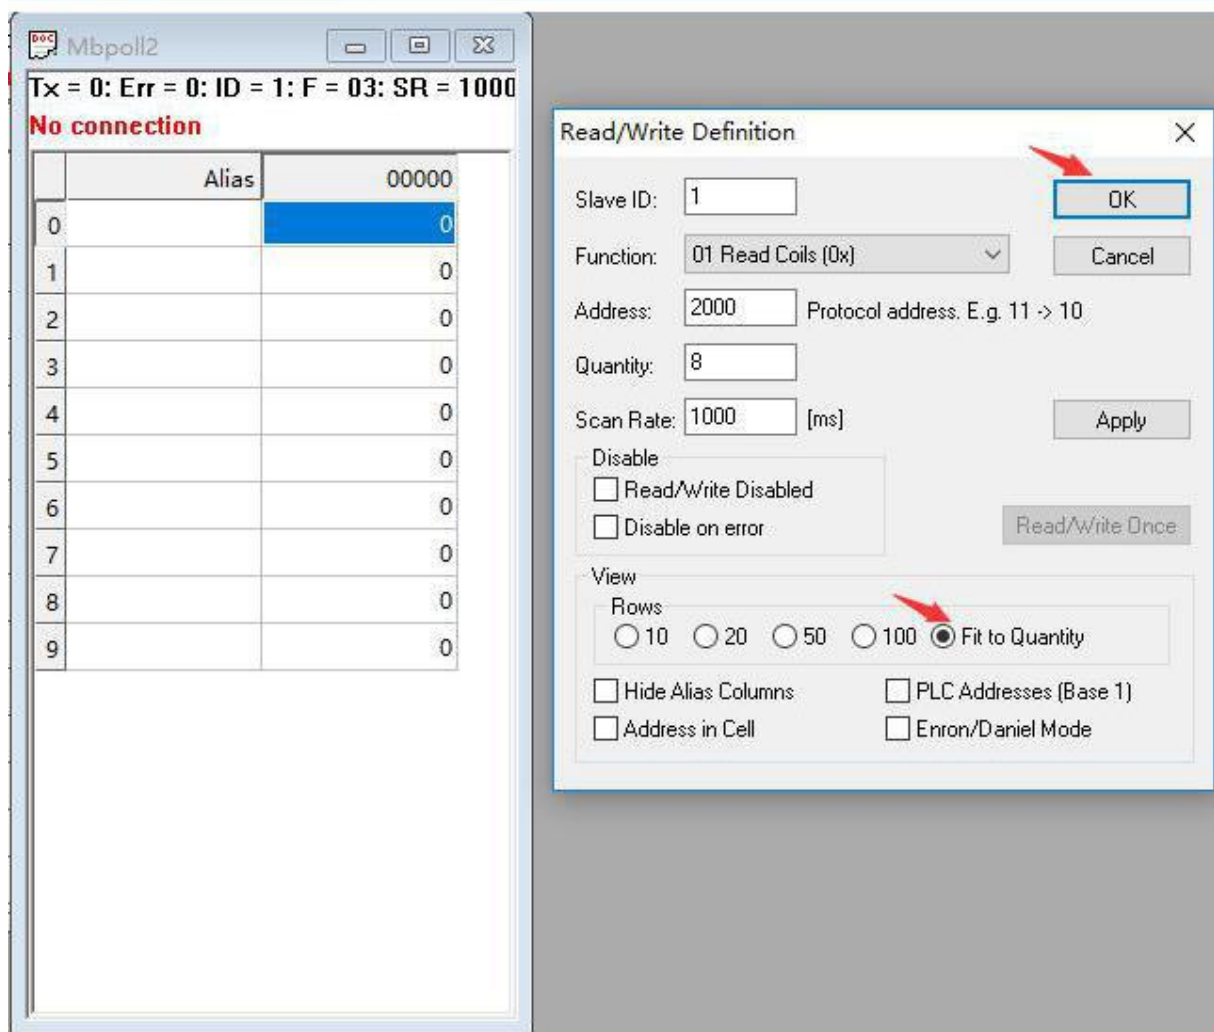 Mbpoll2
Tx = 0: Err = 0: ID = 1: F = 03: SR = 1000
No connection
Alias 00000
0 0
1 0
2 0
3 0
4 0
5 0
6 0
7 0
8 0
9 0
Read/Write Definition
Slave ID: 1 OK
Function: 01 Read Coils (0x) Cancel
Address: 2000 Protocol address. E.g. 11 -> 10
Quantity: 8
Scan Rate: 1000 [ms] Apply
Disable
Read/Write Disabled
Disable on error Read/Write Once
View
Rows
10 20 50 100 Fit to Quantity
Hide Alias Columns PLC Addresses (Base 1)
Address in Cell Enron/Daniel Mode